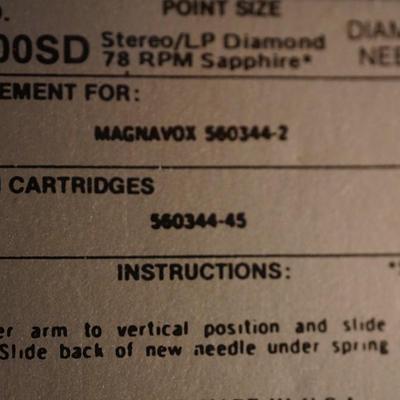 POINT SIZE
00SD Stereo/LP Diamond
78 RPM Sapphire*
DIAM
NEE
EMENT FOR:
MAGNAVOX 560344-2
CARTRIDGES
560344-45
INSTRUCTIONS:
er arm to vertical position and slide
Slide back of new needle under spring